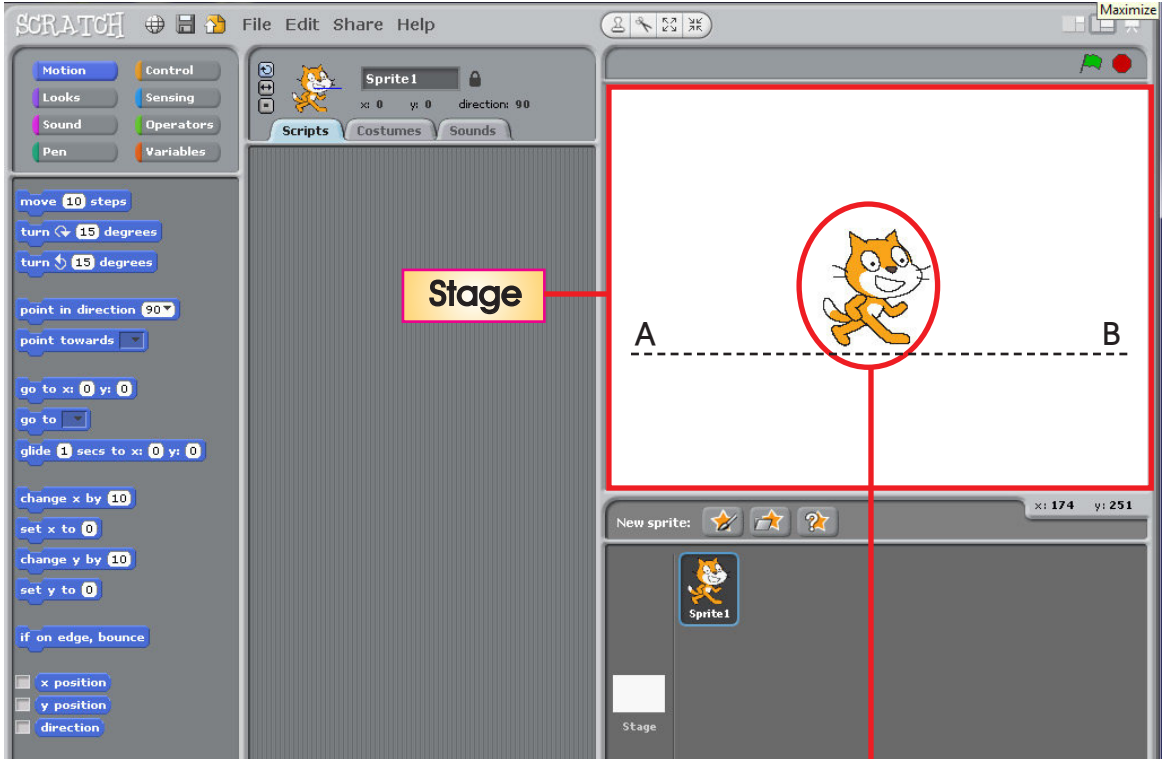 SCRATCH File Edit Share Help
Maximize
Motion Control
Looks Sensing
Sound Operators
Pen Variables
Sprite1
x: 0 y: 0 direction: 90
Scripts Costumes Sounds
move 10 steps
turn 15 degrees
turn 15 degrees
point in direction 90
point towards
go to x: 0 y: 0
go to
glide 1 secs to x: 0 y: 0
change x by 10
set x to 0
change y by 10
set y to 0
if on edge, bounce
x position
y position
direction
Stage
A B
x: 174 y: 251
New sprite:
Sprite1
Stage